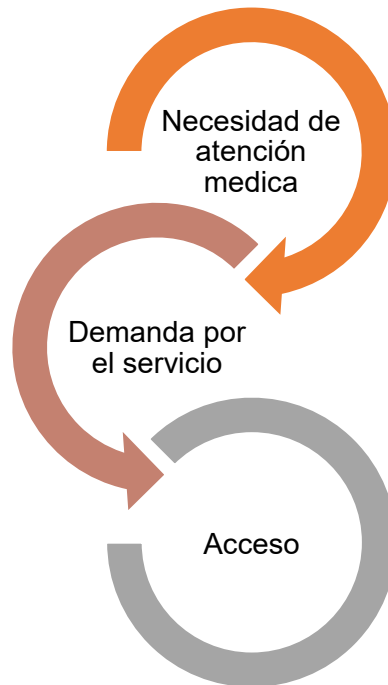 Necesidad de
atención
medica
Demanda por
el servicio
Acceso